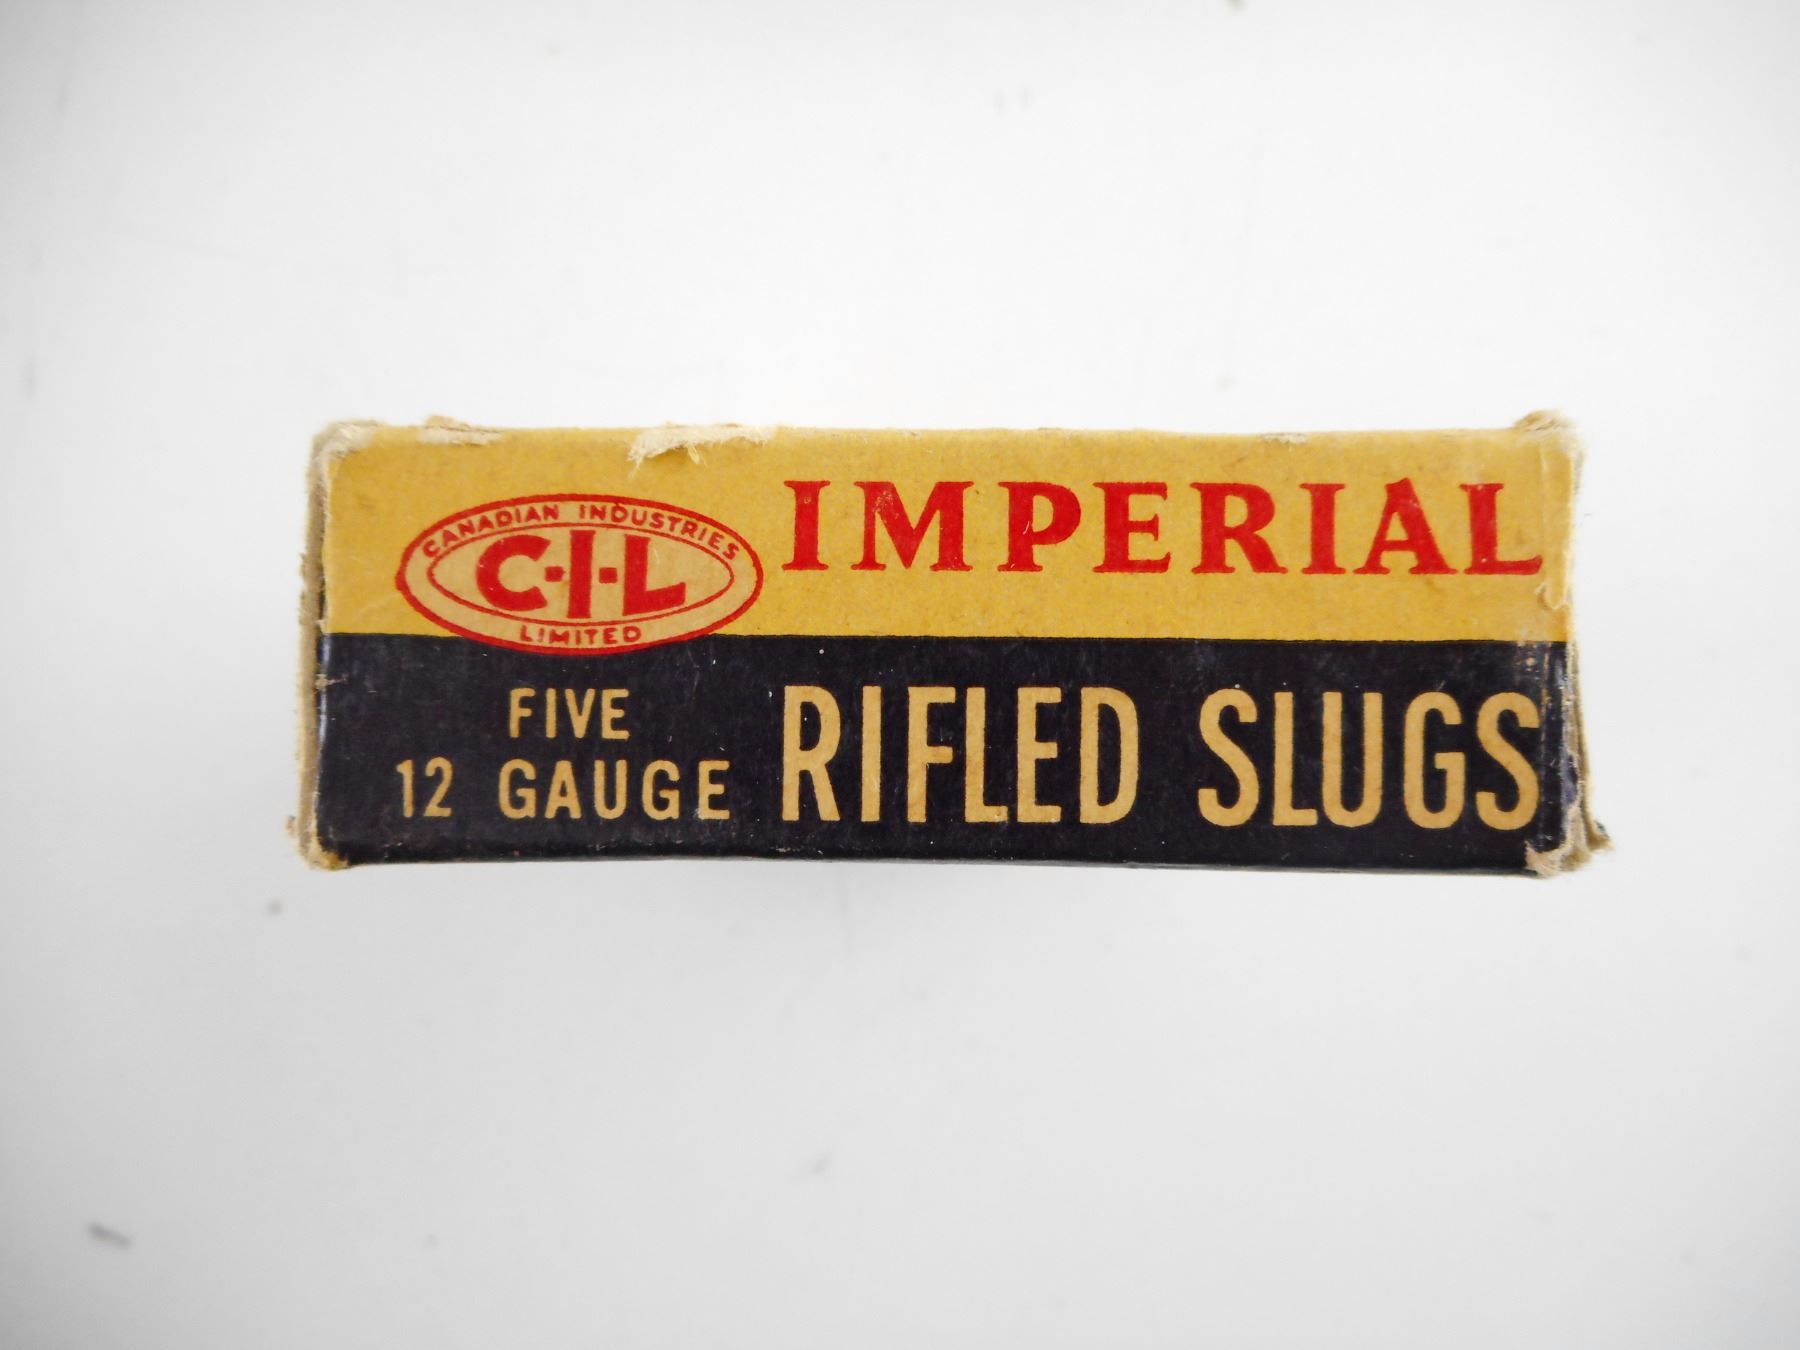 CANADIAN INDUSTRIES
C-I-L
LIMITED
IMPERIAL
FIVE
12 GAUGE
RIFLED SLUGS